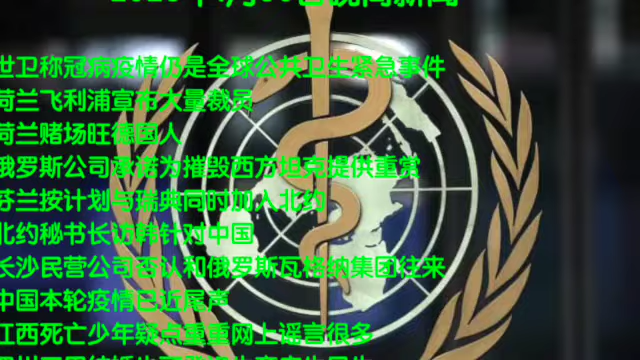 世卫称冠病疫情仍是全球公共卫生紧急事件
荷兰飞利浦宣布大量裁员
荷兰赌场旺德国人
俄罗斯公司承诺为摧毁西方坦克提供重赏
芬兰按计划与瑞典同时加入北约
北约秘书长访韩针对中国
长沙民营公司否认和俄罗斯瓦格纳集团往来
中国本轮疫情已近尾声
江西死亡少年疑点重重网上谣言很多